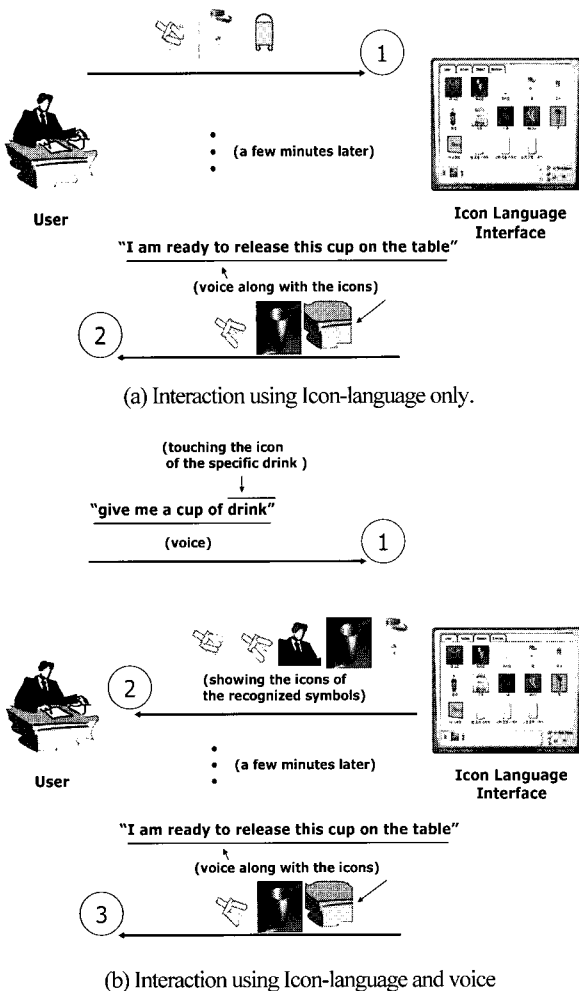 1
• (a few minutes later)
User
Icon Language
Interface
"I am ready to release this cup on the table"
(voice along with the icons)
2
(a) Interaction using Icon-language only.
(touching the icon
of the specific drink )
"give me a cup of drink"
(voice)
1
2
(showing the icons of
the recognized symbols)
• (a few minutes later)
User
Icon Language
Interface
"I am ready to release this cup on the table"
(voice along with the icons)
3
(b) Interaction using Icon-language and voice